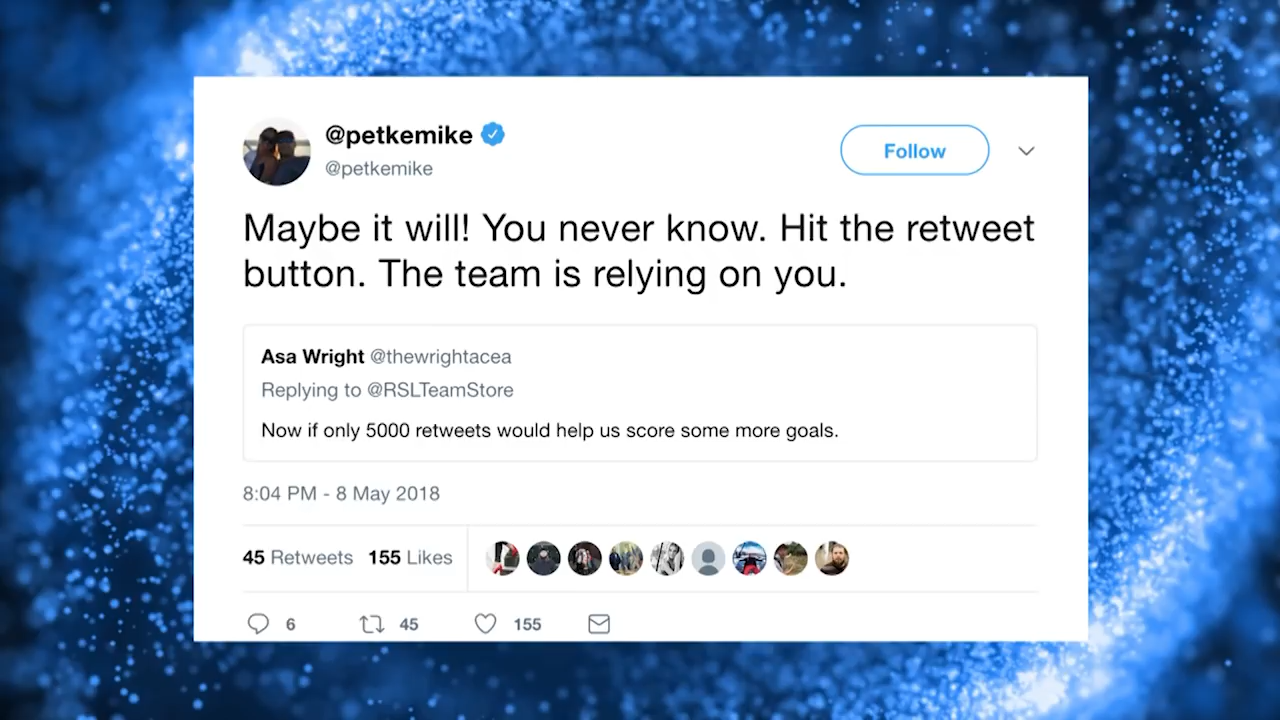 @petkemike
Follow
@petkemike
Maybe it will! You never know. Hit the retweet
button. The team is relying on you.
Asa Wright @thewrightacea
Replying to @RSLTeamStore
Now if only 5000 retweets would help us score some more goals.
8:04 PM - 8 May 2018
45 Retweets 155 Likes
6 45 155